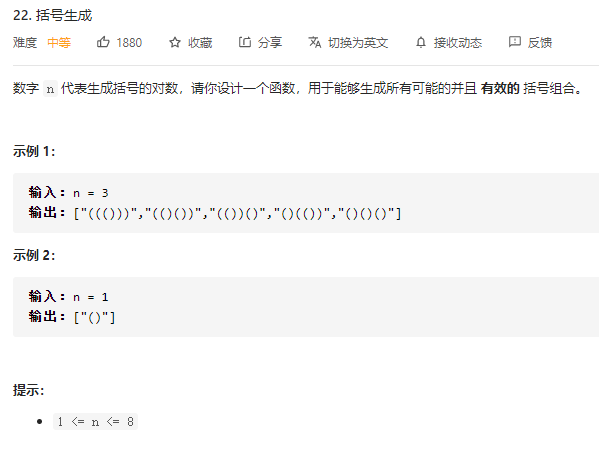 22. 括号生成
难度 中等 1880 收藏 分享 切换为英文 接收动态 反馈
数字 n 代表生成括号的对数，请你设计一个函数，用于能够生成所有可能的并且 有效的 括号组合。
示例 1：
输入：n = 3
输出：["((()))","(()())","(())()","()(())","()()()"]
示例 2：
输入：n = 1
输出：["()"]
提示：
1 <= n <= 8